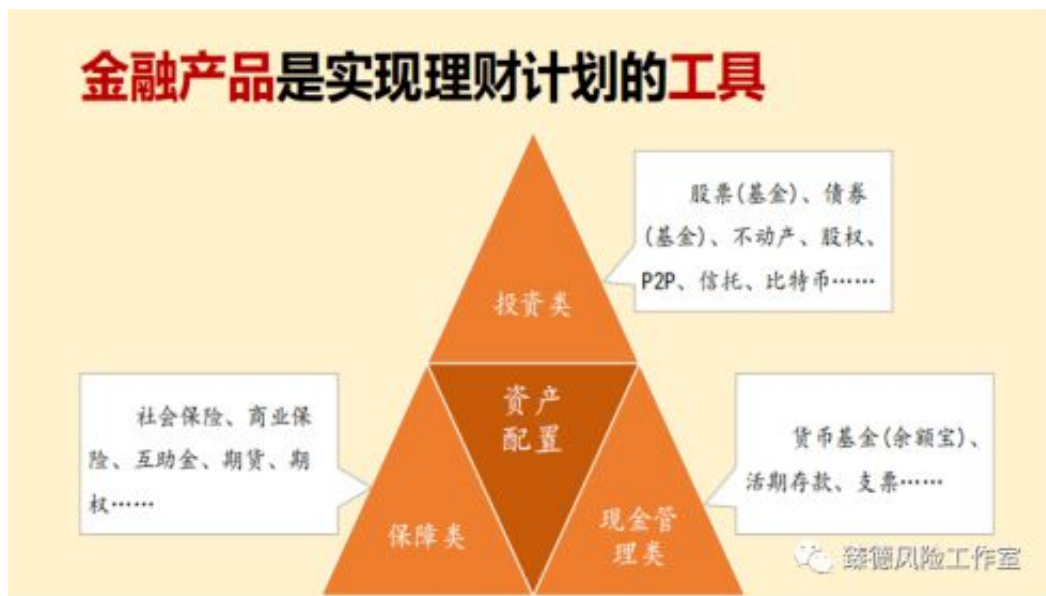 金融产品是实现理财计划的工具
股票(基金)、债券
(基金)、不动产、股权、
P2P、信托、比特币……
投资类
社会保险、商业保
险、互助金、期货、期
权……
资产
配置
货币基金(余额宝)、
活期存款、支票……
保障类
现金管
理类
臻德风险工作室